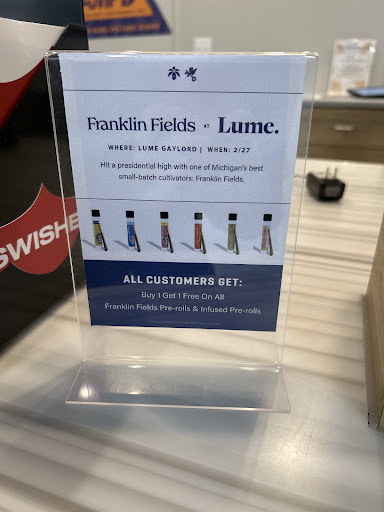 Franklin Fields AT Lume.
WHERE: LUME GAYLORD | WHEN: 2/27
Hit a presidential high with one of Michigan's best
small-batch cultivators: Franklin Fields.
ALL CUSTOMERS GET:
Buy 1 Get 1 Free On All
Franklin Fields Pre-rolls & Infused Pre-rolls
SWISHE